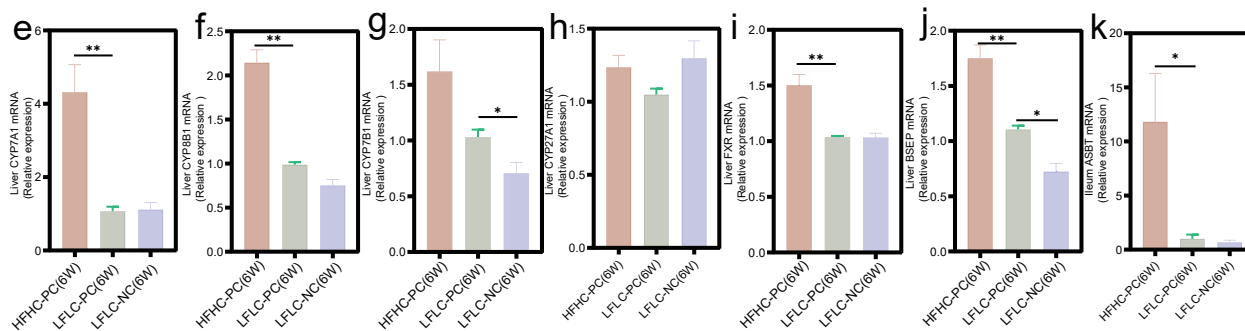 e
Liver CYP7A1 mRNA
(Relative expression)
6
4
2
0
**
HFHC-PC(6W)
LFLC-PC(6W)
LFLC-NC(6W)
f
Liver CYP8B1 mRNA
(Relative expression )
2.5
2.0
1.5
1.0
0.5
0.0
**
HFHC-PC(6W)
LFLC-PC(6W)
LFLC-NC(6W)
g
Liver CYP7B1 mRNA
(Relative expression )
2.0
1.5
1.0
0.5
0.0
*
HFHC-PC(6W)
LFLC-PC(6W)
LFLC-NC(6W)
h
Liver CYP27A1 mRNA
(Relative expression )
1.5
1.0
0.5
0.0
HFHC-PC(6W)
LFLC-PC(6W)
LFLC-NC(6W)
i
Liver FXR mRNA
(Relative expression )
2.0
1.5
1.0
0.5
0.0
**
HFHC-PC(6W)
LFLC-PC(6W)
LFLC-NC(6W)
j
Liver BSEP mRNA
(Relative expression )
2.0
1.5
1.0
0.5
0.0
**
*
HFHC-PC(6W)
LFLC-PC(6W)
LFLC-NC(6W)
k
Ileum ASBT mRNA
(Relative expression )
20
15
10
5
0
*
HFHC-PC(6W)
LFLC-PC(6W)
LFLC-NC(6W)